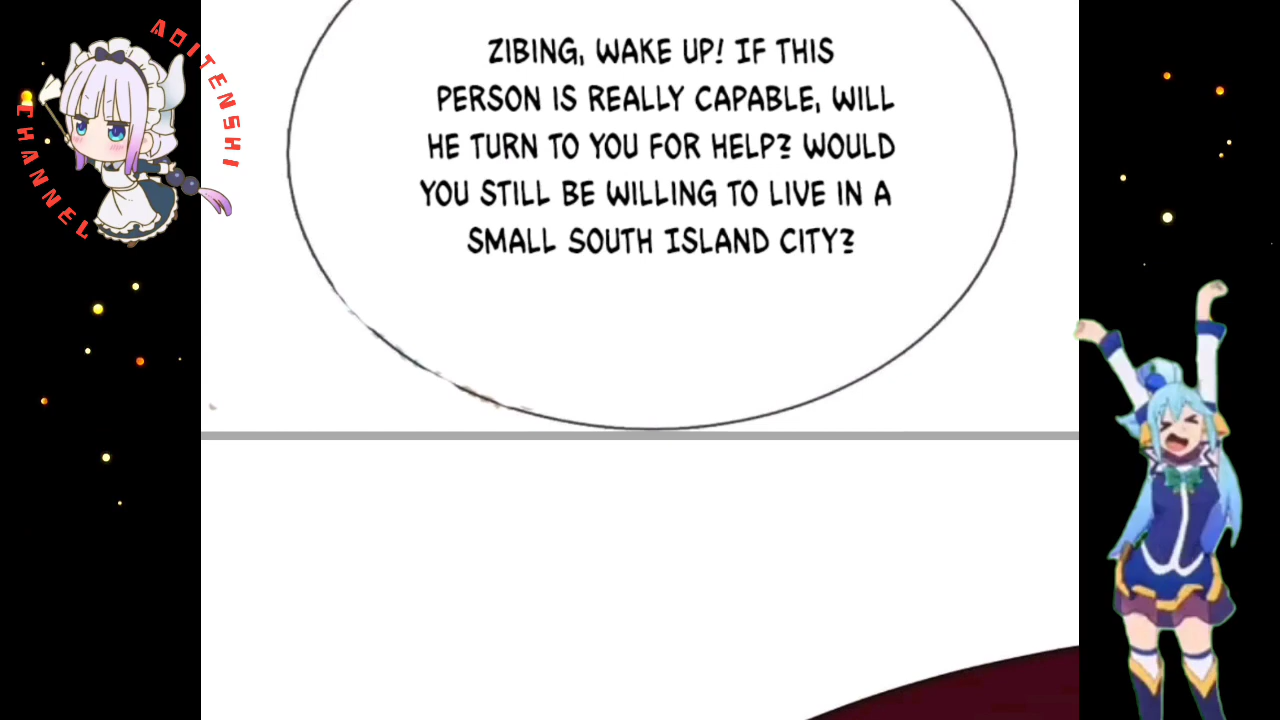 AOITENSHI
CHANNEL
ZIBING, WAKE UP! IF THIS
PERSON IS REALLY CAPABLE, WILL
HE TURN TO YOU FOR HELP? WOULD
YOU STILL BE WILLING TO LIVE IN A
SMALL SOUTH ISLAND CITY?